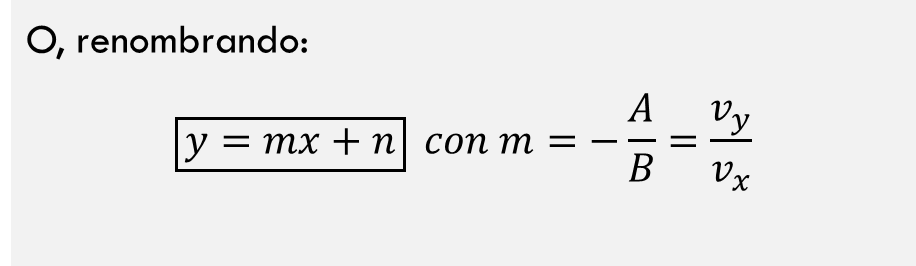 O, renombrando:
y = mx + n con m = − A/B = v_y/v_x